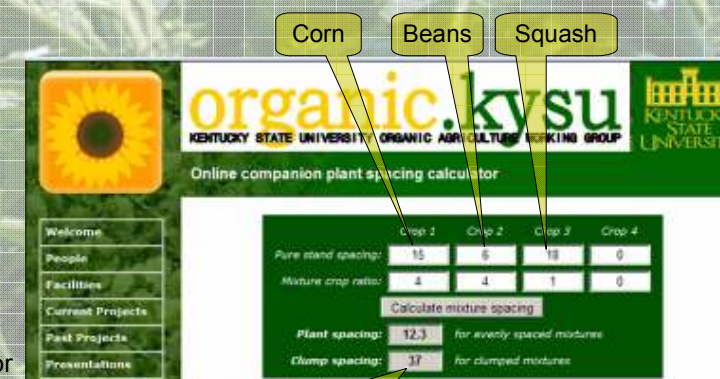 Corn
Beans
Squash
organic.kysu
KENTUCKY STATE UNIVERSITY ORGANIC AGRICULTURE WORKING GROUP
KENTUCKY
STATE
UNIVERSITY
Online companion plant spacing calculator
Welcome
People
Facilities
Current Projects
Past Projects
Presentations
Crop 1 Crop 2 Crop 3 Crop 4
Pure stand spacing: 15 6 18 0
Mixture crop ratio: 4 4 1 0
Calculate mixture spacing
Plant spacing: 12.3 for evenly spaced mixtures
Clump spacing: 37 for clumped mixtures
or